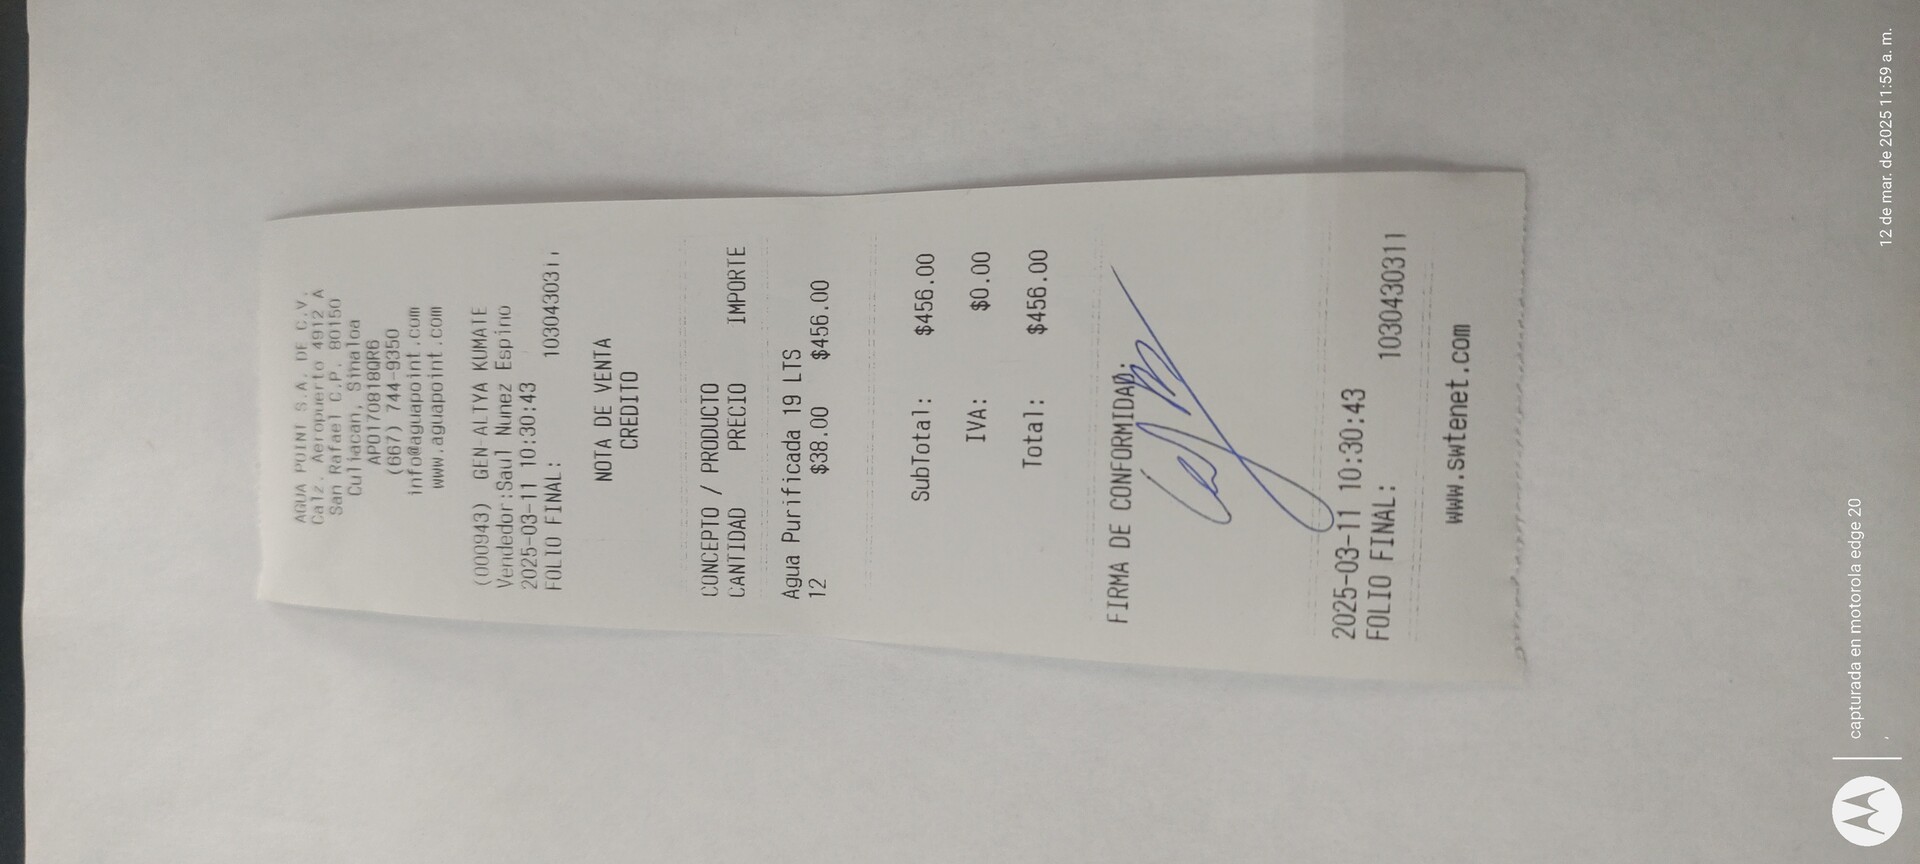 AGUA POINT S.A. DE C.V.
Calz. Aeropuerto 4912 A
San Rafael C.P. 80150
Culiacan, Sinaloa
APO170818QR6
(667) 744-9350
info@aguapoint.com
www.aguapoint.com
(000943) GEN-ALTYA KUMATE
Vendedor:Saul Nunez Espino
2025-03-11 10:30:43
FOLIO FINAL: 1030430311
NOTA DE VENTA
CREDITO
CONCEPTO / PRODUCTO
CANTIDAD PRECIO IMPORTE
Agua Purificada 19 LTS
12 $38.00 $456.00
SubTotal: $456.00
IVA: $0.00
Total: $456.00
FIRMA DE CONFORMIDAD:
2025-03-11 10:30:43
FOLIO FINAL: 1030430311
www.swtenet.com
capturada en motorola edge 20
12 de mar. de 2025 11:59 a. m.